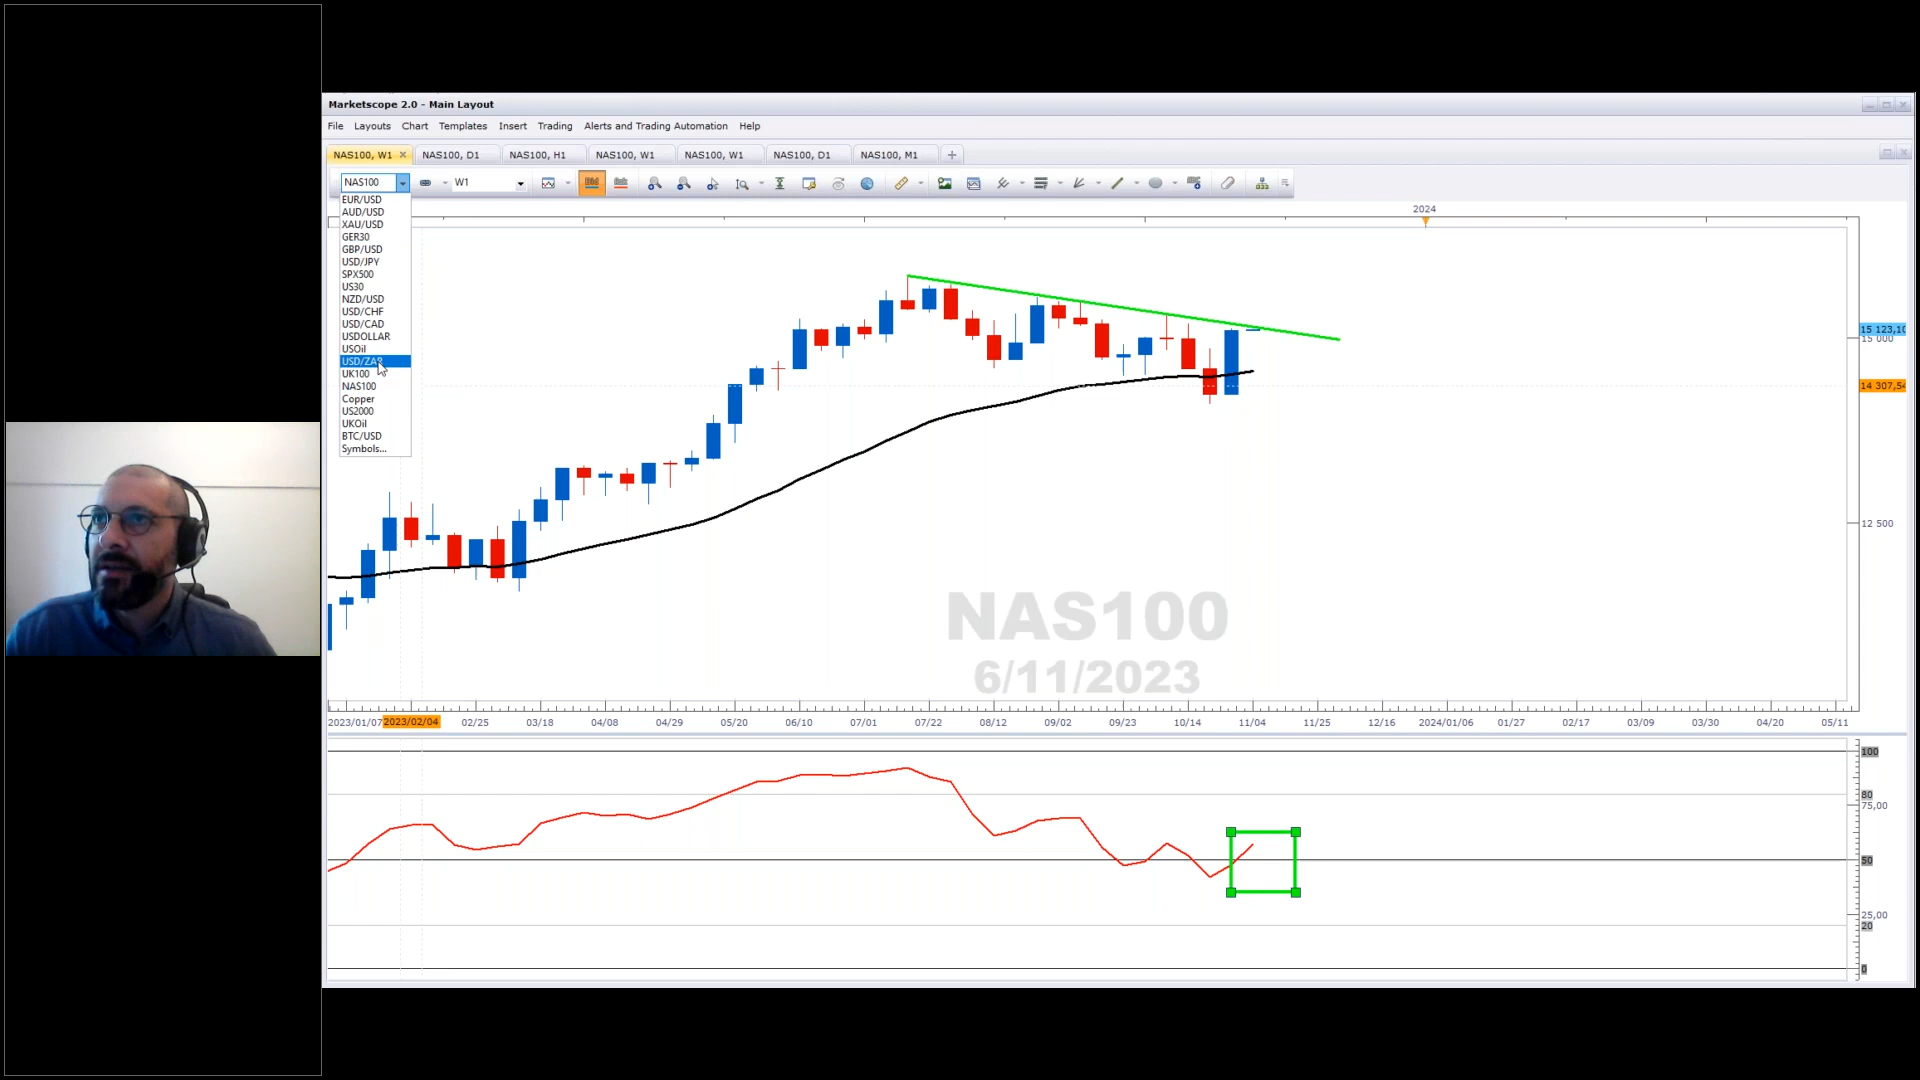 Marketscope 2.0 - Main Layout
File Layouts Chart Templates Insert Trading Alerts and Trading Automation Help
NAS100, W1 NAS100, D1 NAS100, H1 NAS100, W1 NAS100, W1 NAS100, D1 NAS100, M1
NAS100 W1
EUR/USD
AUD/USD
XAU/USD
GER30
GBP/USD
USD/JPY
SPX500
US30
NZD/USD
USD/CHF
USD/CAD
USDOLLAR
USOil
USD/ZAR
UK100
NAS100
Copper
US2000
UKOil
BTC/USD
Symbols...
2024
15 123,10
15 000
14 307,54
12 500
NAS100
6/11/2023
2023/01/07 2023/02/04 02/25 03/18 04/08 04/29 05/20 06/10 07/01 07/22 08/12 09/02 09/23 10/14 11/04 11/25 12/16 2024/01/06 01/27 02/17 03/09 03/30 04/20 05/11
100
80
75,00
50
25,00
20
0